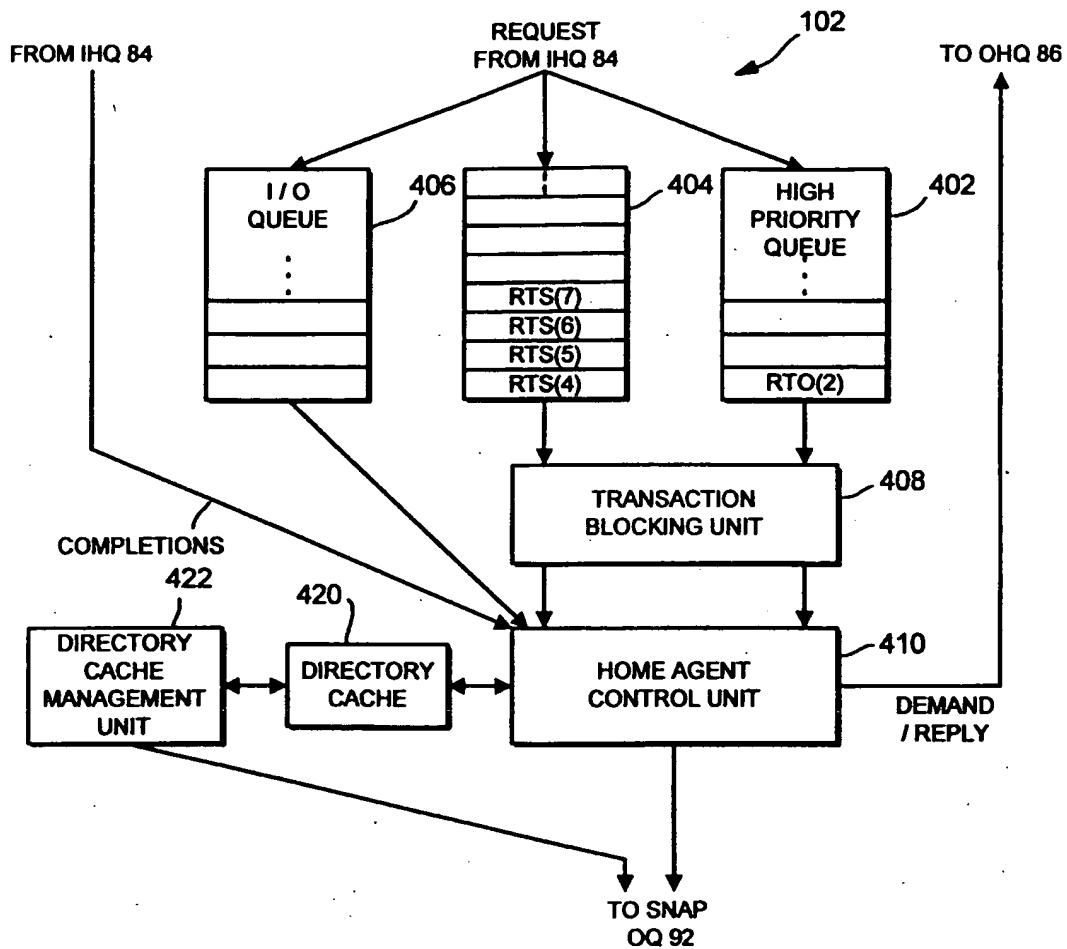 FROM IHQ 84
REQUEST
FROM IHQ 84
102
TO OHQ 86
I / O
QUEUE
406
404
HIGH
PRIORITY
QUEUE
402
RTS(7)
RTS(6)
RTS(5)
RTS(4)
RTO(2)
TRANSACTION
BLOCKING UNIT
408
COMPLETIONS
422
420
DIRECTORY
CACHE
MANAGEMENT
UNIT
DIRECTORY
CACHE
HOME AGENT
CONTROL UNIT
410
DEMAND
/ REPLY
TO SNAP
OQ 92